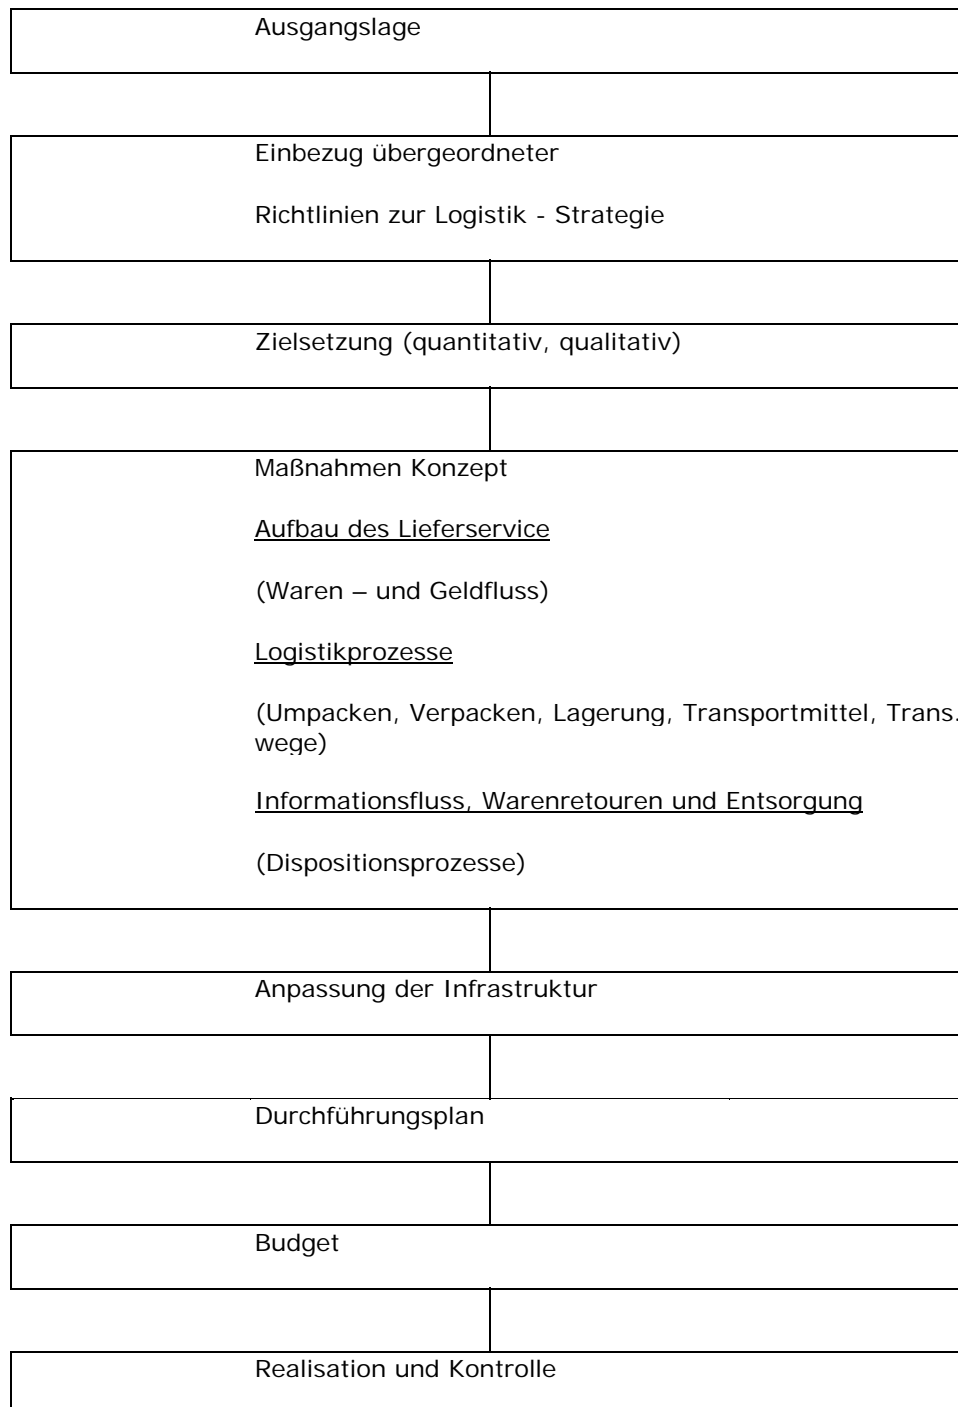 Ausgangslage
Einbezug übergeordneter
Richtlinien zur Logistik - Strategie
Zielsetzung (quantitativ, qualitativ)
Maßnahmen Konzept
Aufbau des Lieferservice
(Waren – und Geldfluss)
Logistikprozesse
(Umpacken, Verpacken, Lagerung, Transportmittel, Trans.
wege)
Informationsfluss, Warenretouren und Entsorgung
(Dispositionsprozesse)
Anpassung der Infrastruktur
Durchführungsplan
Budget
Realisation und Kontrolle